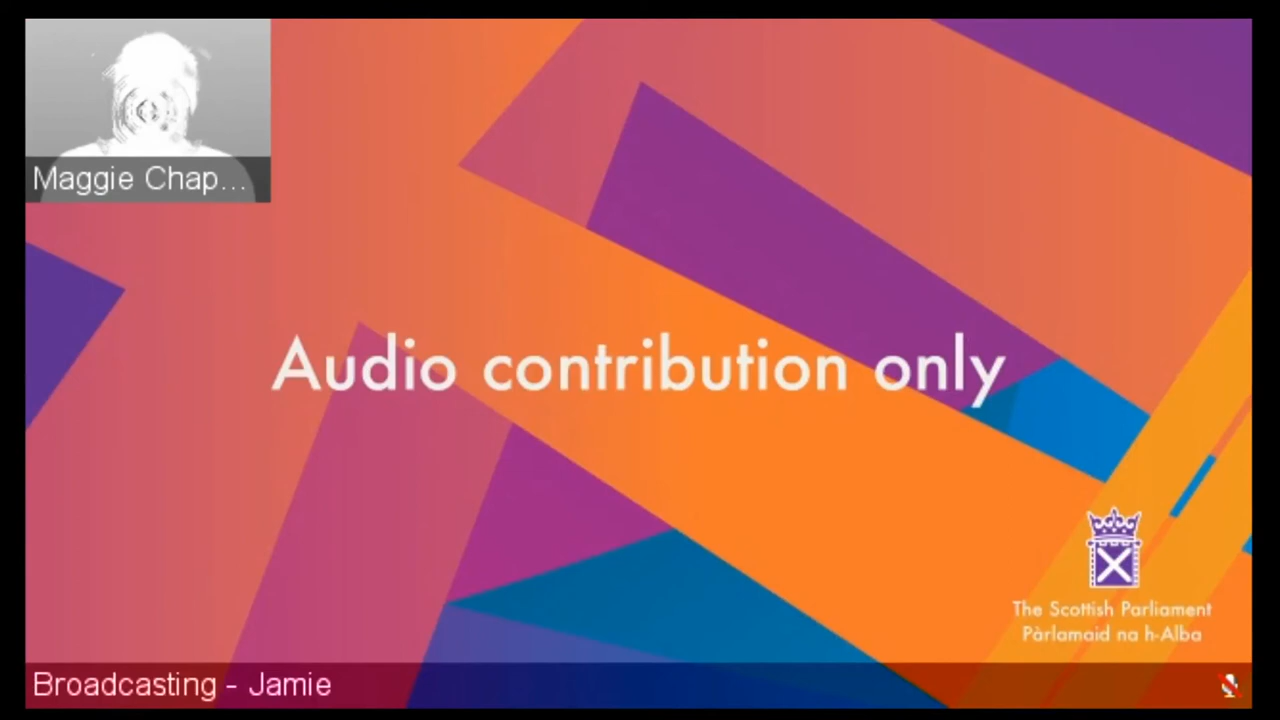 Maggie Chap...
Audio contribution only
The Scottish Parliament
Pàrlamaid na h-Alba
Broadcasting - Jamie